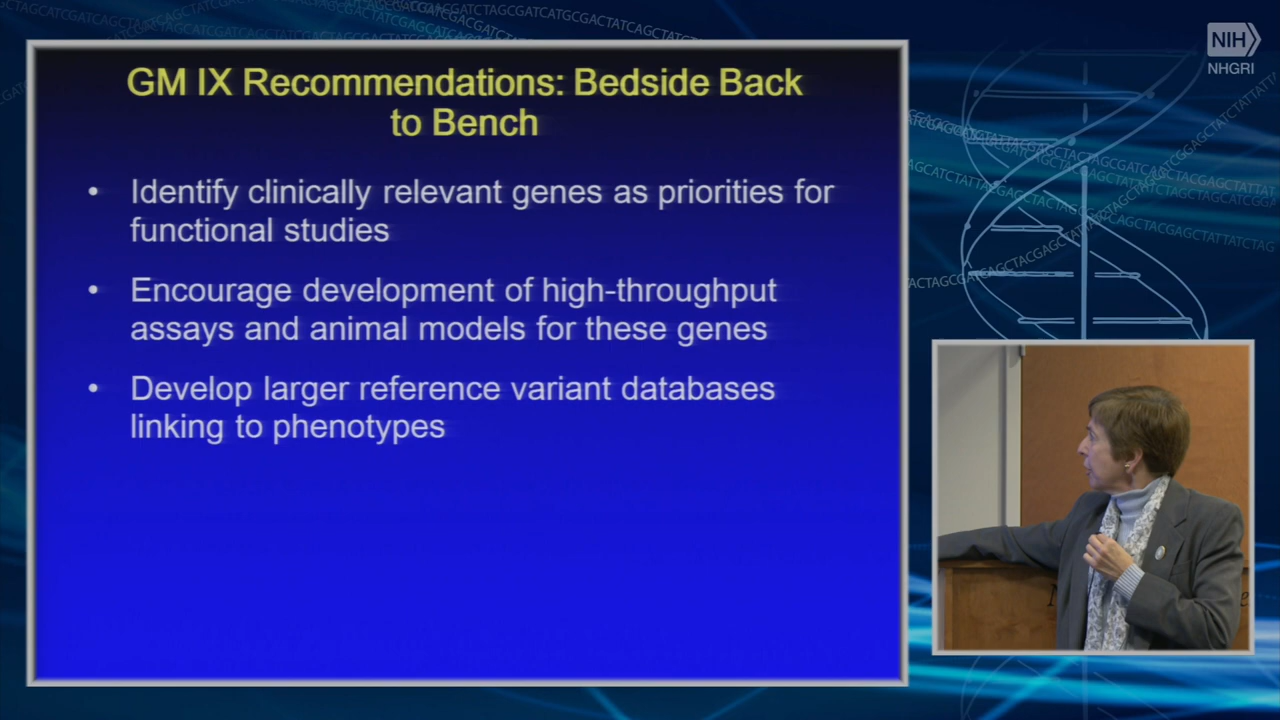 NIH
NHGRI
GM IX Recommendations: Bedside Back
to Bench
• Identify clinically relevant genes as priorities for
functional studies
• Encourage development of high-throughput
assays and animal models for these genes
• Develop larger reference variant databases
linking to phenotypes